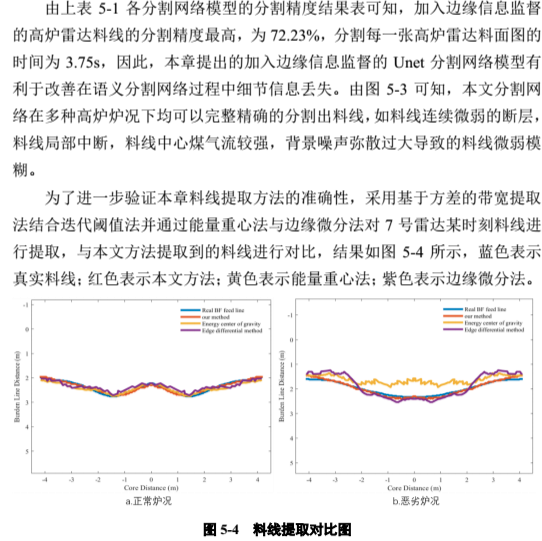 由上表 5-1 各分割网络模型的分割精度结果表可知，加入边缘信息监督
的高炉雷达料线的分割精度最高，为 72.23%，分割每一张高炉雷达料面图的
时间为 3.75s，因此，本章提出的加入边缘信息监督的 Unet 分割网络模型有
利于改善在语义分割网络过程中细节信息丢失。由图 5-3 可知，本文分割网
络在多种高炉炉况下均可以完整精确的分割出料线，如料线连续微弱的断层，
料线局部中断，料线中心煤气流较强，背景噪声弥散过大导致的料线微弱模
糊。
为了进一步验证本章料线提取方法的准确性，采用基于方差的带宽提取
法结合迭代阈值法并通过能量重心法与边缘微分法对 7 号雷达某时刻料线进
行提取，与本文方法提取到的料线进行对比，结果如图 5-4 所示，蓝色表示
真实料线；红色表示本文方法；黄色表示能量重心法；紫色表示边缘微分法。
Real BF feed line
our method
Energy center of gravity
Edge differential method
Burden Line Distance (m)
-1
0
1
2
3
4
5
-4 -3 -2 -1 0 1 2 3 4
Core Distance (m)
a.正常炉况
Real BF feed line
our method
Energy center of gravity
Edge differential method
Burden Line Distance (m)
-1
0
1
2
3
4
5
-4 -3 -2 -1 0 1 2 3 4
Core Distance (m)
b.恶劣炉况
图 5-4 料线提取对比图